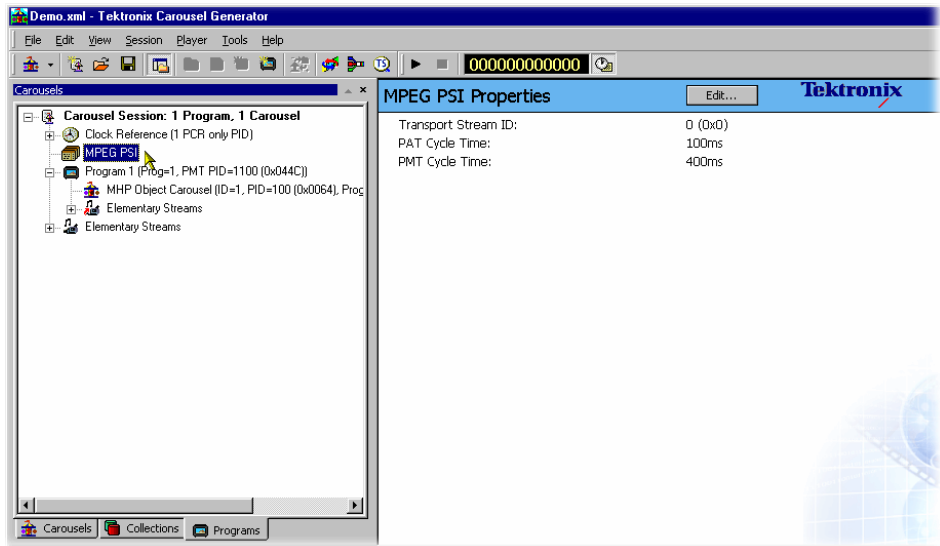 Demo.xml - Tektronix Carousel Generator
File Edit View Session Player Tools Help
TS 000000000000
Carousels
Carousel Session: 1 Program, 1 Carousel
Clock Reference (1 PCR only PID)
MPEG PSI
Program 1 (Prog=1, PMT PID=1100 (0x044C))
MHP Object Carousel (ID=1, PID=100 (0x0064), Prog
Elementary Streams
Elementary Streams
Carousels Collections Programs
MPEG PSI Properties Edit... Tektronix
Transport Stream ID: 0 (0x0)
PAT Cycle Time: 100ms
PMT Cycle Time: 400ms